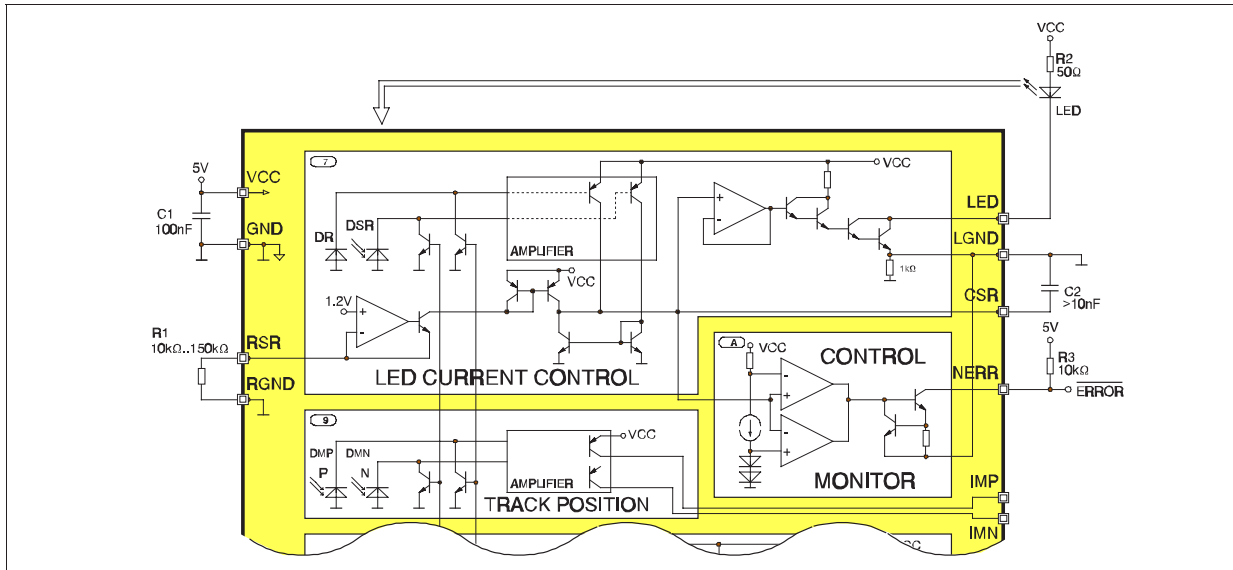 VCC
R2
50Ω
LED
5V
VCC
C1
100nF
GND
7
VCC
DR
DSR
AMPLIFIER
VCC
1.2V
1kΩ
LED
LGND
CSR
C2
>10nF
R1
10kΩ..150kΩ
RSR
RGND
LED CURRENT CONTROL
A
VCC
CONTROL
MONITOR
5V
R3
10kΩ
NERR
ERROR
9
DMP
P
DMN
N
VCC
AMPLIFIER
TRACK POSITION
IMP
IMN